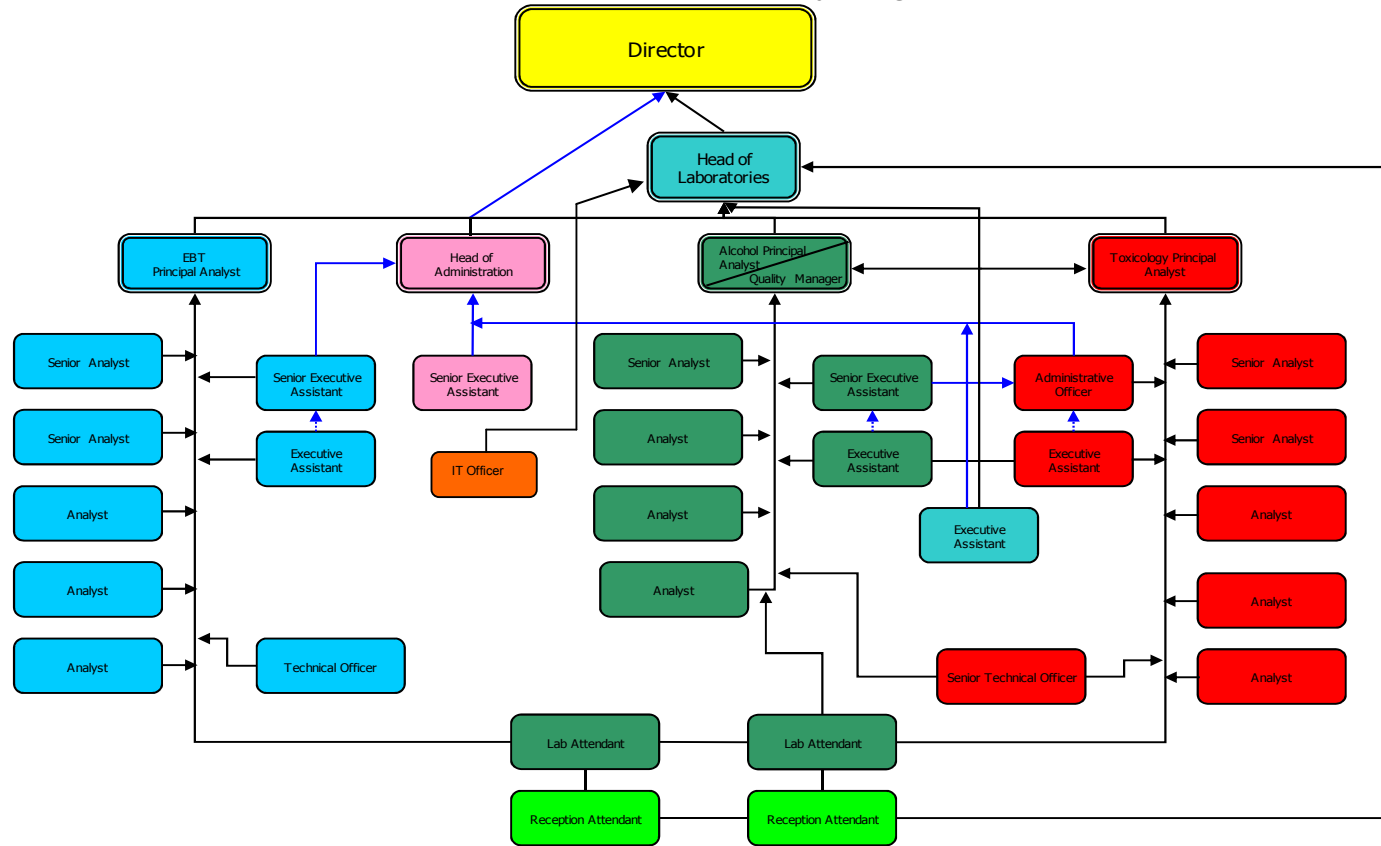 Director
Head of
Laboratories
EBT
Principal Analyst
Head of
Administration
Alcohol Principal
Analyst
Quality Manager
Toxicology Principal
Analyst
Senior Analyst
Senior Executive
Assistant
Senior Executive
Assistant
Senior Analyst
Senior Executive
Assistant
Administrative
Officer
Senior Analyst
Senior Analyst
Executive
Assistant
IT Officer
Analyst
Executive
Assistant
Executive
Assistant
Senior Analyst
Analyst
Analyst
Executive
Assistant
Analyst
Analyst
Analyst
Analyst
Analyst
Technical Officer
Senior Technical Officer
Analyst
Lab Attendant
Lab Attendant
Reception Attendant
Reception Attendant